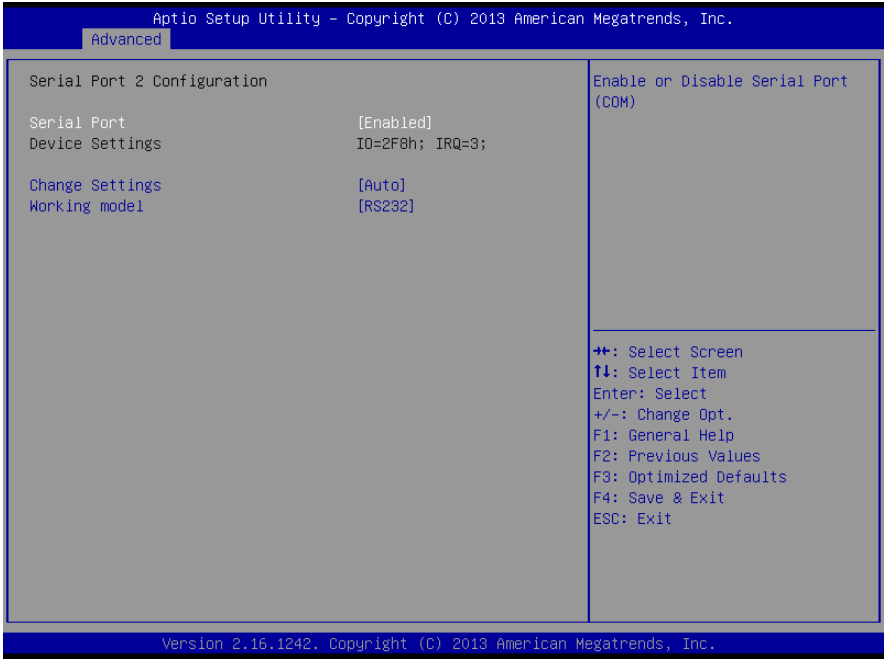 Aptio Setup Utility – Copyright (C) 2013 American Megatrends, Inc.
Advanced
Serial Port 2 Configuration
Serial Port [Enabled]
Device Settings IO=2F8h; IRQ=3;
Change Settings [Auto]
Working model [RS232]
Enable or Disable Serial Port
(COM)
→←: Select Screen
↑↓: Select Item
Enter: Select
+/-: Change Opt.
F1: General Help
F2: Previous Values
F3: Optimized Defaults
F4: Save & Exit
ESC: Exit
Version 2.16.1242. Copyright (C) 2013 American Megatrends, Inc.